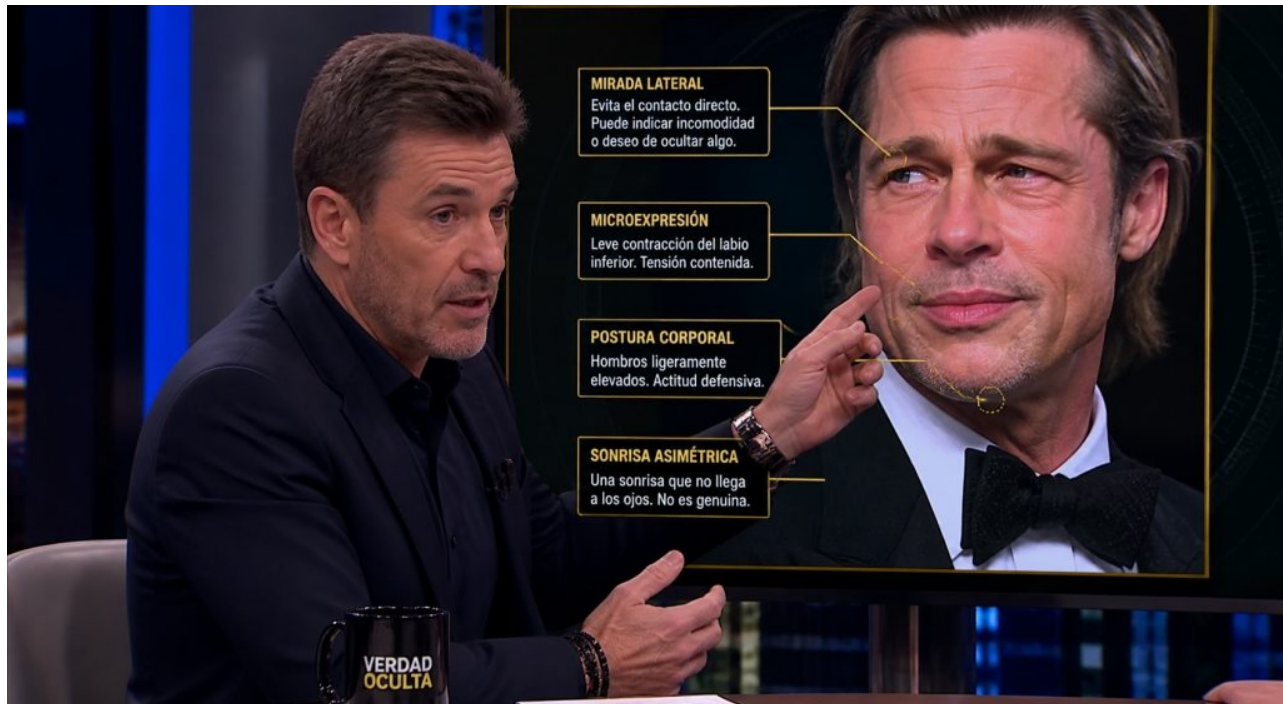 MIRADA LATERAL
Evita el contacto directo.
Puede indicar incomodidad
o deseo de ocultar algo.
MICROEXPRESIÓN
Leve contracción del labio
inferior. Tensión contenida.
POSTURA CORPORAL
Hombros ligeramente
elevados. Actitud defensiva.
SONRISA ASIMÉTRICA
Una sonrisa que no llega
a los ojos. No es genuina.
VERDAD
OCULTA